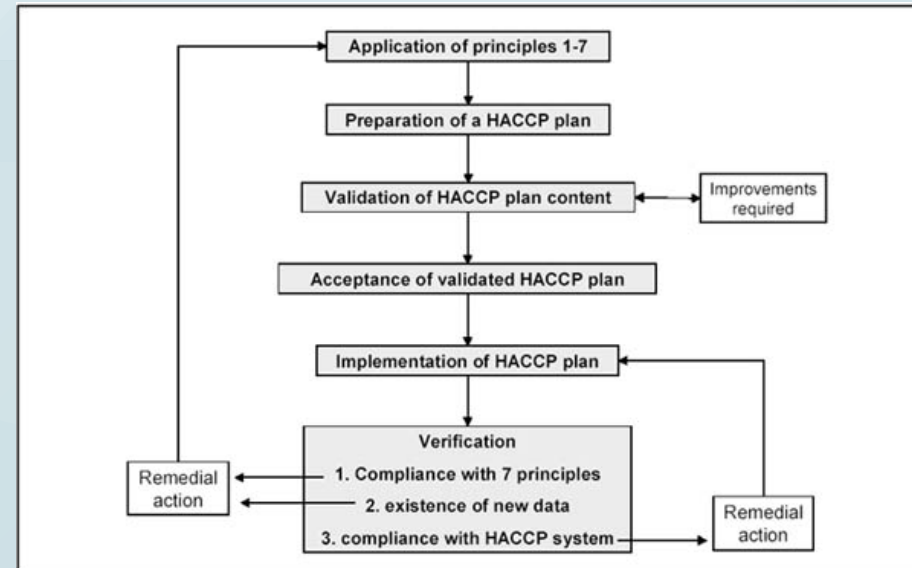 Application of principles 1-7
Preparation of a HACCP plan
Validation of HACCP plan content
Improvements
required
Acceptance of validated HACCP plan
Implementation of HACCP plan
Verification
1. Compliance with 7 principles
2. existence of new data
3. compliance with HACCP system
Remedial
action
Remedial
action